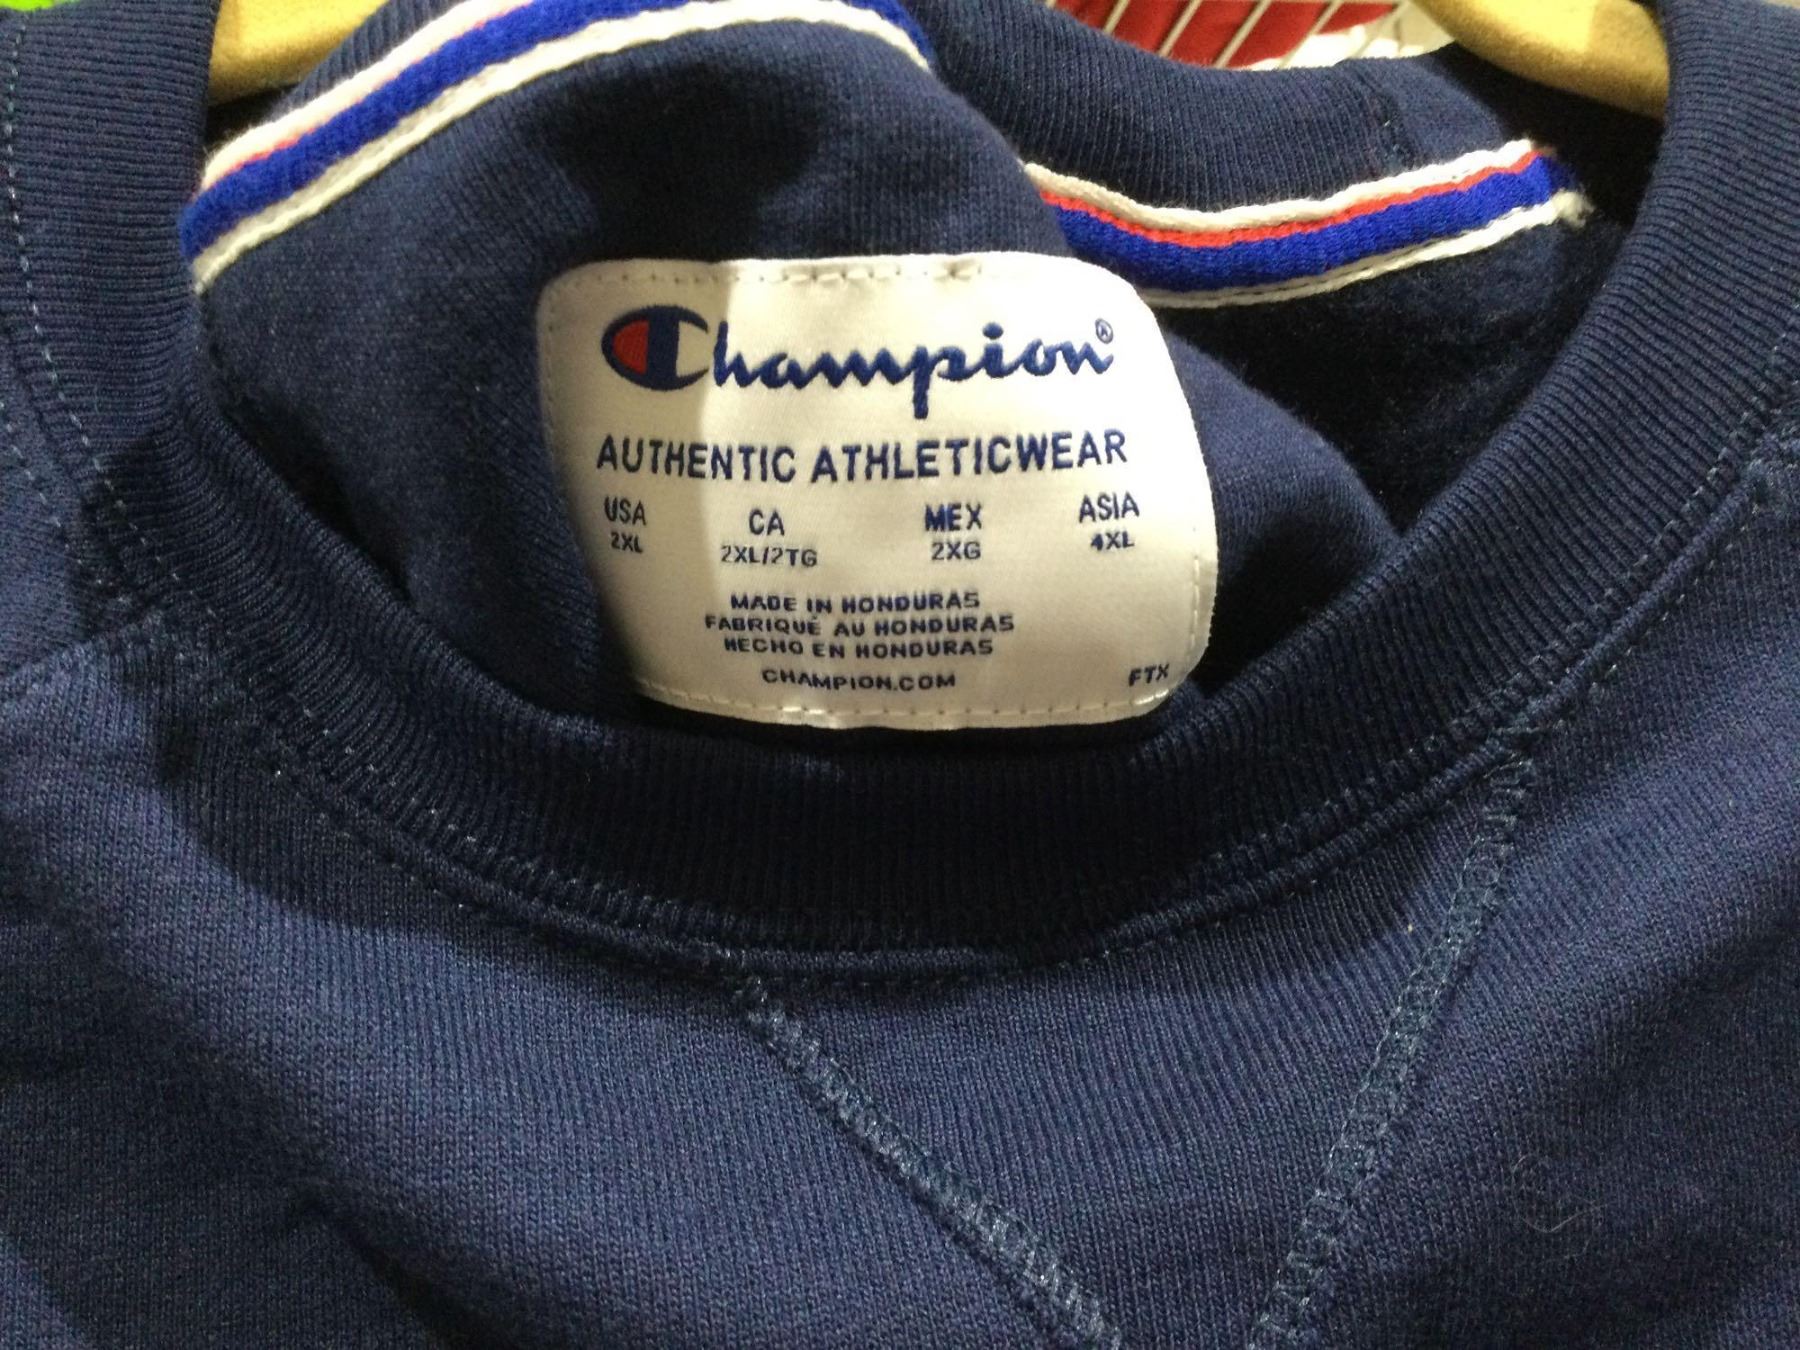 Champion®
AUTHENTIC ATHLETICWEAR
USA CA MEX ASIA
2XL 2XL/2TG 2XG 4XL
MADE IN HONDURAS
FABRIQUÉ AU HONDURAS
HECHO EN HONDURAS
CHAMPION.COM FTX